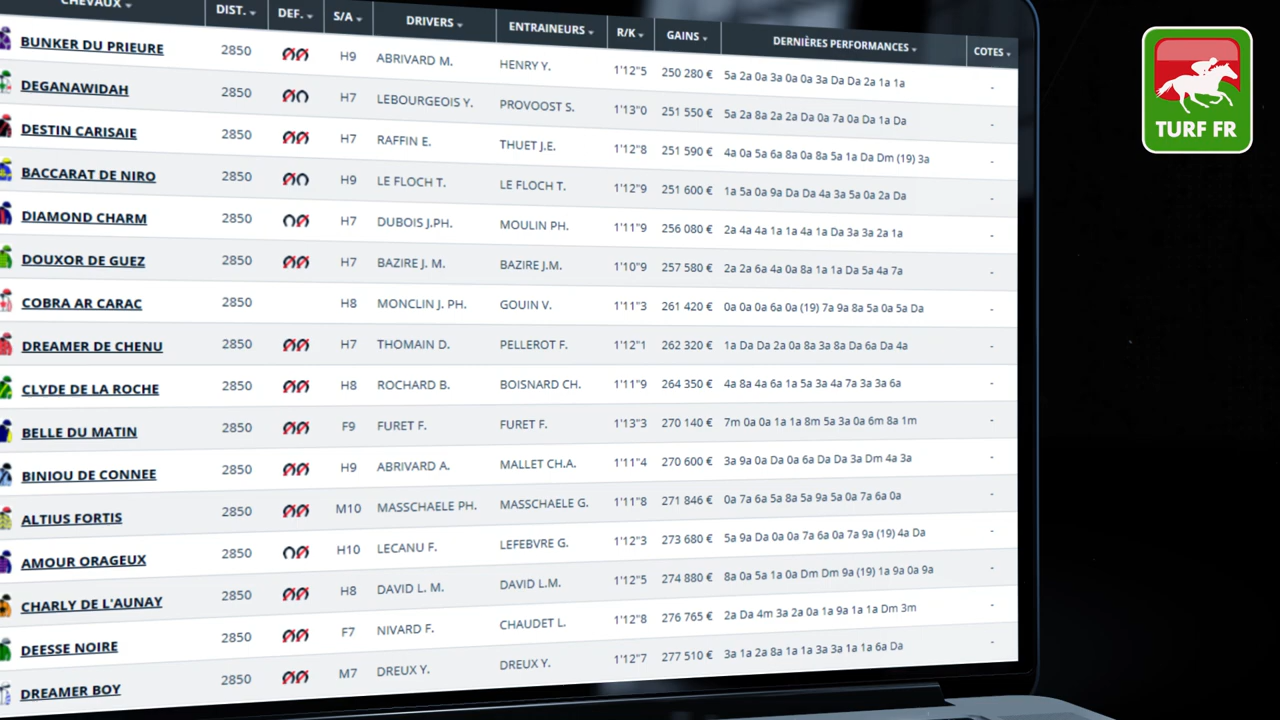 CHEVAUX DIST. DEF. S/A DRIVERS ENTRAINEURS R/K GAINS DERNIÈRES PERFORMANCES COTES
BUNKER DU PRIEURE 2850 H9 ABRIVARD M. HENRY Y. 1'12"5 250 280 € 5a 2a 0a 3a 0a 0a 3a Da Da 2a 1a 1a -
DEGANAWIDAH 2850 H7 LEBOURGEOIS Y. PROVOOST S. 1'13"0 251 550 € 5a 2a 8a 2a 2a Da 0a 7a 0a Da 1a Da -
DESTIN CARISAIE 2850 H7 RAFFIN E. THUET J.E. 1'12"8 251 590 € 4a 0a 5a 6a 8a 0a 8a 5a 1a Da Dm (19) 3a -
BACCARAT DE NIRO 2850 H9 LE FLOCH T. LE FLOCH T. 1'12"9 251 600 € 1a 5a 0a 9a Da Da 4a 3a 5a 0a 2a Da -
DIAMOND CHARM 2850 H7 DUBOIS J.PH. MOULIN PH. 1'11"9 256 080 € 2a 4a 4a 1a 1a 4a 1a Da 3a 3a 2a 1a -
DOUXOR DE GUEZ 2850 H7 BAZIRE J. M. BAZIRE J.M. 1'10"9 257 580 € 2a 2a 6a 4a 0a 8a 1a 1a Da 5a 4a 7a -
COBRA AR CARAC 2850 H8 MONCLIN J. PH. GOUIN V. 1'11"3 261 420 € 0a 0a 0a 6a 0a (19) 7a 9a 8a 5a 0a 5a Da -
DREAMER DE CHENU 2850 H7 THOMAIN D. PELLEROT F. 1'12"1 262 320 € 1a Da Da 2a 0a 8a 3a 8a Da 6a Da 4a -
CLYDE DE LA ROCHE 2850 H8 ROCHARD B. BOISNARD CH. 1'11"9 264 350 € 4a 8a 4a 6a 1a 5a 3a 4a 7a 3a 3a 6a -
BELLE DU MATIN 2850 F9 FURET F. FURET F. 1'13"3 270 140 € 7m 0a 0a 1a 1a 8m 5a 3a 0a 6m 8a 1m -
BINIOU DE CONNEE 2850 H9 ABRIVARD A. MALLET CH.A. 1'11"4 270 600 € 3a 9a 0a Da 0a 6a Da Da 3a Dm 4a 3a -
ALTIUS FORTIS 2850 M10 MASSCHAELE PH. MASSCHAELE G. 1'11"8 271 846 € 0a 7a 6a 5a 8a 5a 9a 5a 0a 7a 6a 0a -
AMOUR ORAGEUX 2850 H10 LECANU F. LEFEBVRE G. 1'12"3 273 680 € 5a 9a Da 0a 0a 7a 6a 0a 7a 9a (19) 4a Da -
CHARLY DE L'AUNAY 2850 H8 DAVID L. M. DAVID L.M. 1'12"5 274 880 € 8a 0a 5a 1a 0a Dm Dm 9a (19) 1a 9a 0a 9a -
DEESSE NOIRE 2850 F7 NIVARD F. CHAUDET L. 1'12"8 276 765 € 2a Da 4m 3a 2a 0a 1a 9a 1a 1a Dm 3m -
DREAMER BOY 2850 M7 DREUX Y. DREUX Y. 1'12"7 277 510 € 3a 1a 2a 8a 1a 1a 3a 3a 1a 1a 6a Da -
TURF FR